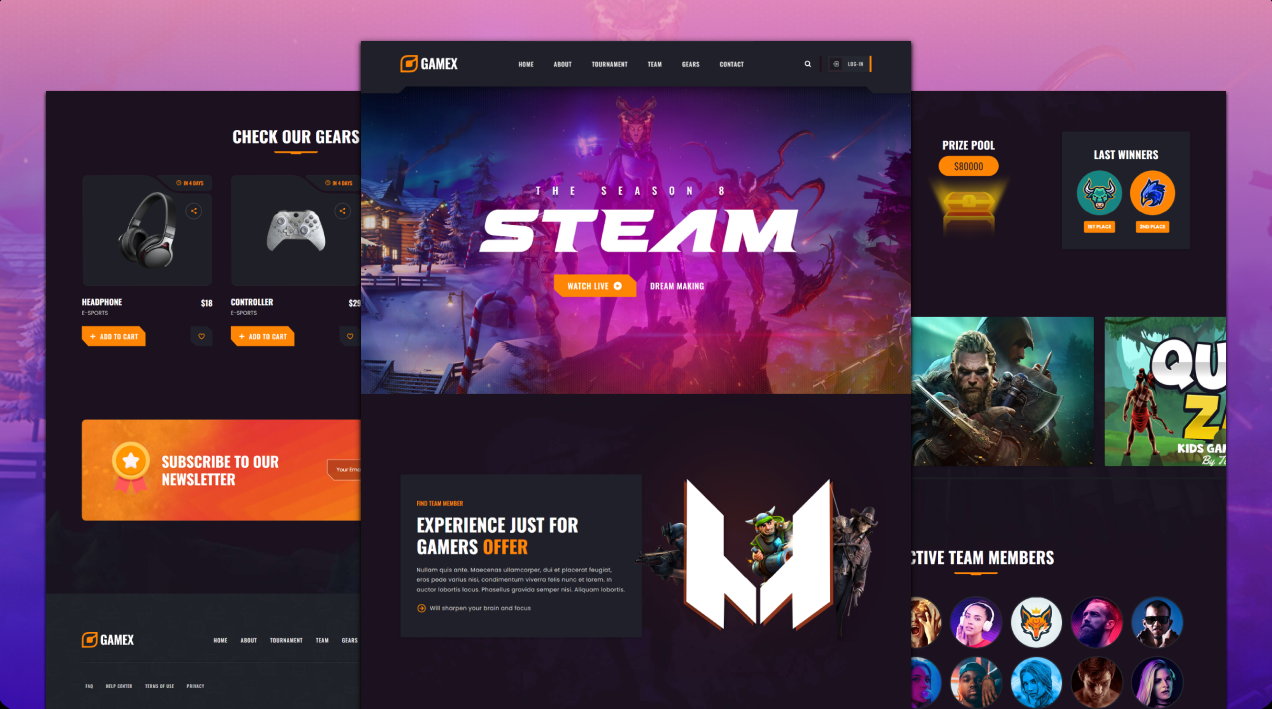 GAMEX
HOME ABOUT TOURNAMENT TEAM GEARS CONTACT
LOG-IN
THE SEASON 8
STEAM
WATCH LIVE
DREAM MAKING
FIND TEAM MEMBER
EXPERIENCE JUST FOR
GAMERS OFFER
Nullam quis ante. Maecenas ullamcorper, dui et placerat feugiat,
eros pede varius nisi, condimentum viverra felis nunc et lorem. In
auctor lobortis lacus. Phasellus gravida semper nisi. Aliquam lobortis.
Will sharpen your brain and focus
CHECK OUR GEARS
IN 4 DAYS
IN 4 DAYS
HEADPHONE
$18
E-SPORTS
CONTROLLER
$29
E-SPORTS
ADD TO CART
ADD TO CART
SUBSCRIBE TO OUR
NEWSLETTER
Your Ema
GAMEX
HOME ABOUT TOURNAMENT TEAM GEARS
FAQ HELP CENTER TERMS OF USE PRIVACY
PRIZE POOL
$80000
LAST WINNERS
PLACE
2ND PLACE
QU
Z
KIDS GA
By
CTIVE TEAM MEMBERS